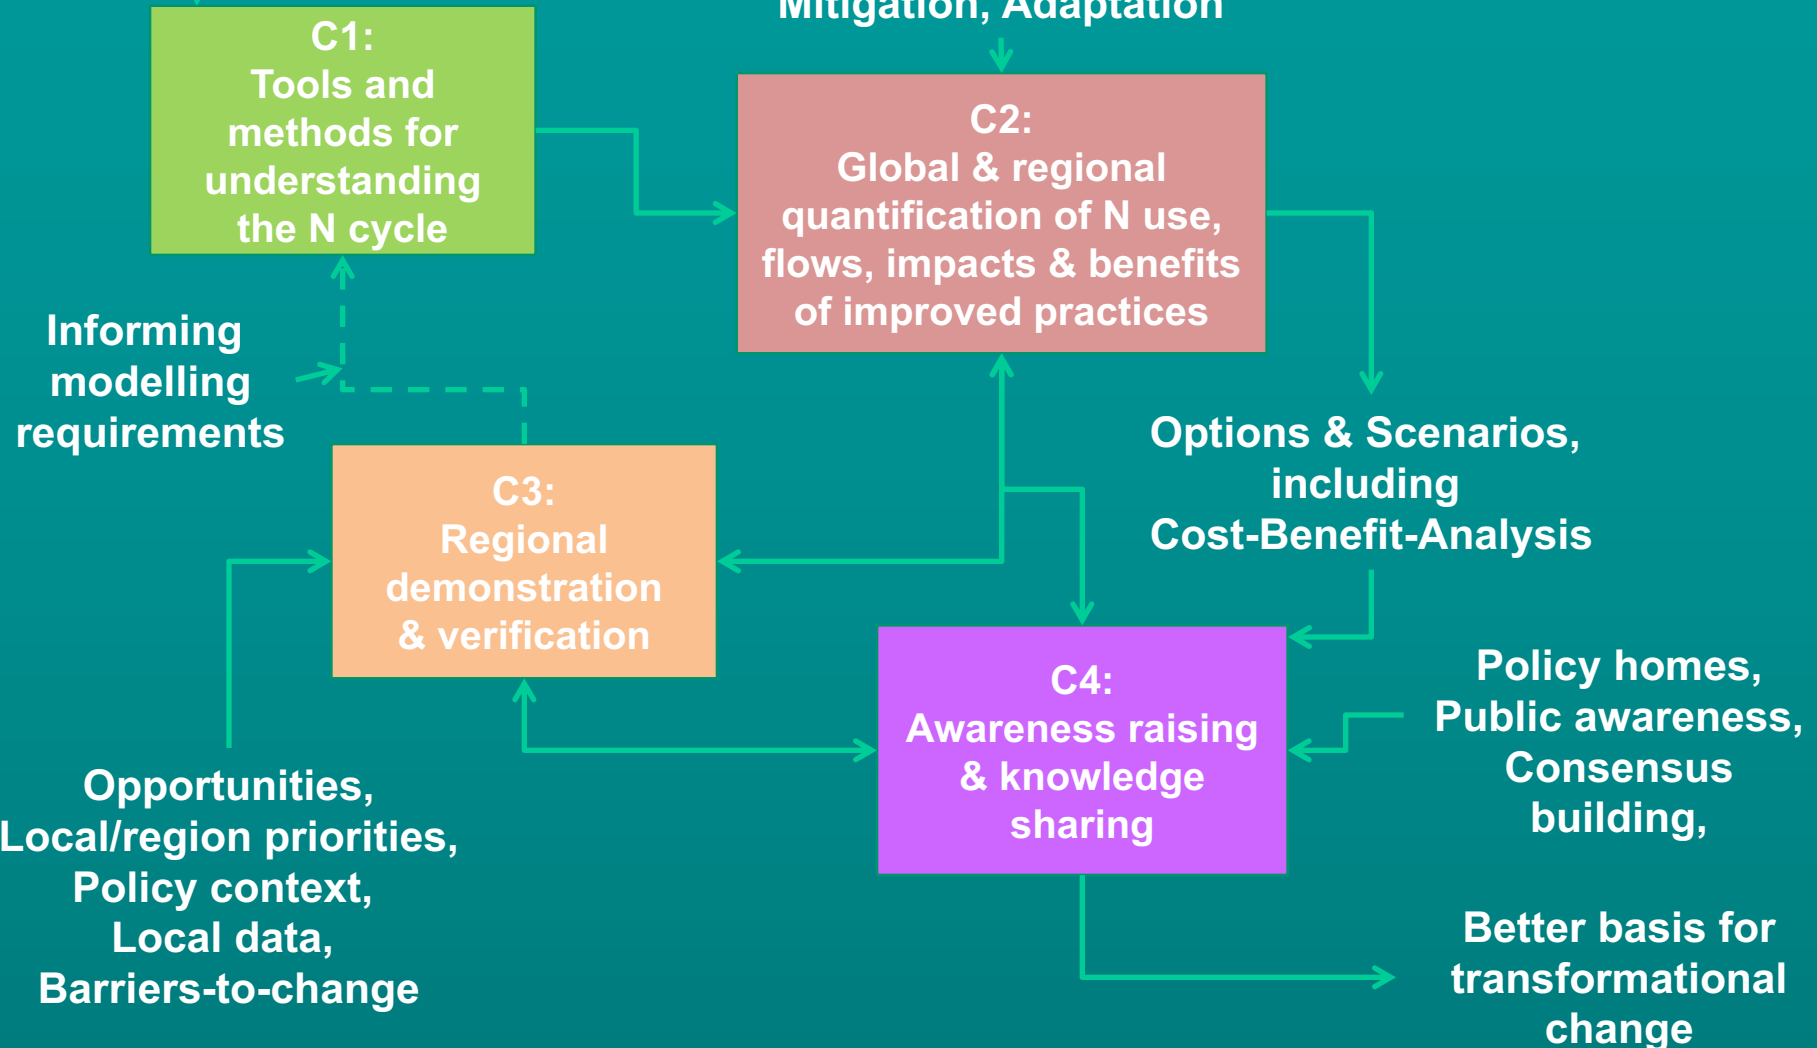 Mitigation, Adaptation
C1:
Tools and
methods for
understanding
the N cycle
C2:
Global & regional
quantification of N use,
flows, impacts & benefits
of improved practices
Informing
modelling
requirements
Options & Scenarios,
including
Cost-Benefit-Analysis
C3:
Regional
demonstration
& verification
C4:
Awareness raising
& knowledge
sharing
Policy homes,
Public awareness,
Consensus
building,
Opportunities,
Local/region priorities,
Policy context,
Local data,
Barriers-to-change
Better basis for
transformational
change